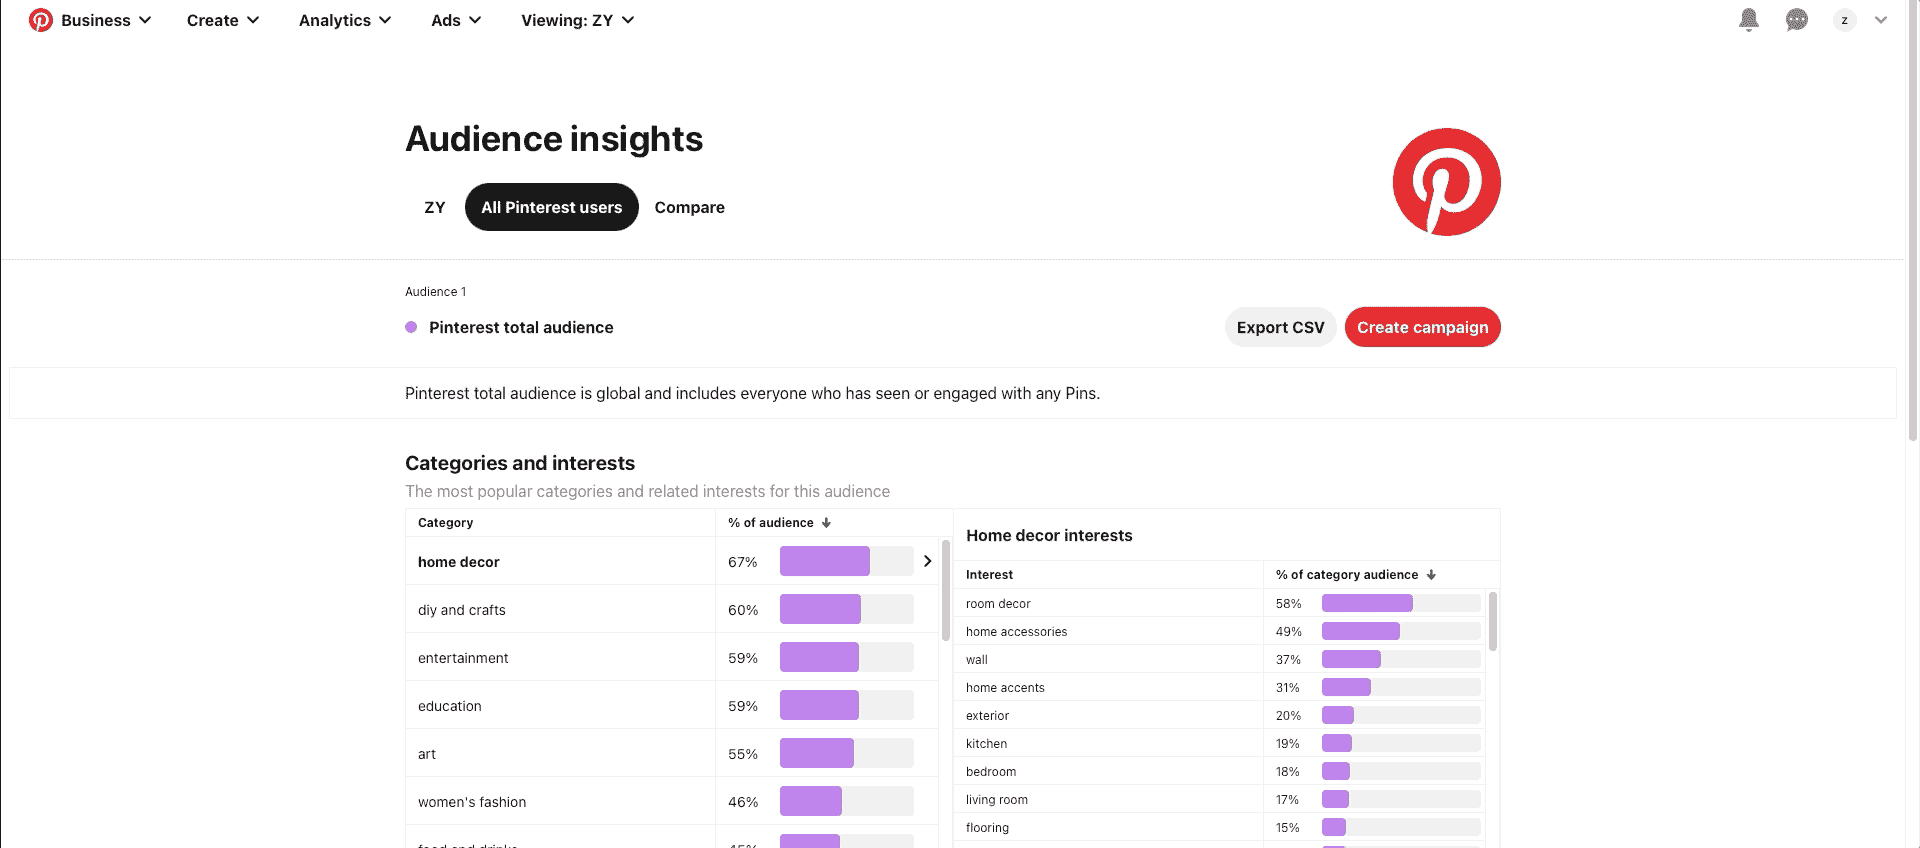 Business Create Analytics Ads Viewing: ZY z
Audience insights
ZY All Pinterest users Compare
Audience 1
Pinterest total audience Export CSV Create campaign
Pinterest total audience is global and includes everyone who has seen or engaged with any Pins.
Categories and interests
The most popular categories and related interests for this audience
Category % of audience
home decor 67%
diy and crafts 60%
entertainment 59%
education 59%
art 55%
women's fashion 46%
Home decor interests
Interest % of category audience
room decor 58%
home accessories 49%
wall 37%
home accents 31%
exterior 20%
kitchen 19%
bedroom 18%
living room 17%
flooring 15%